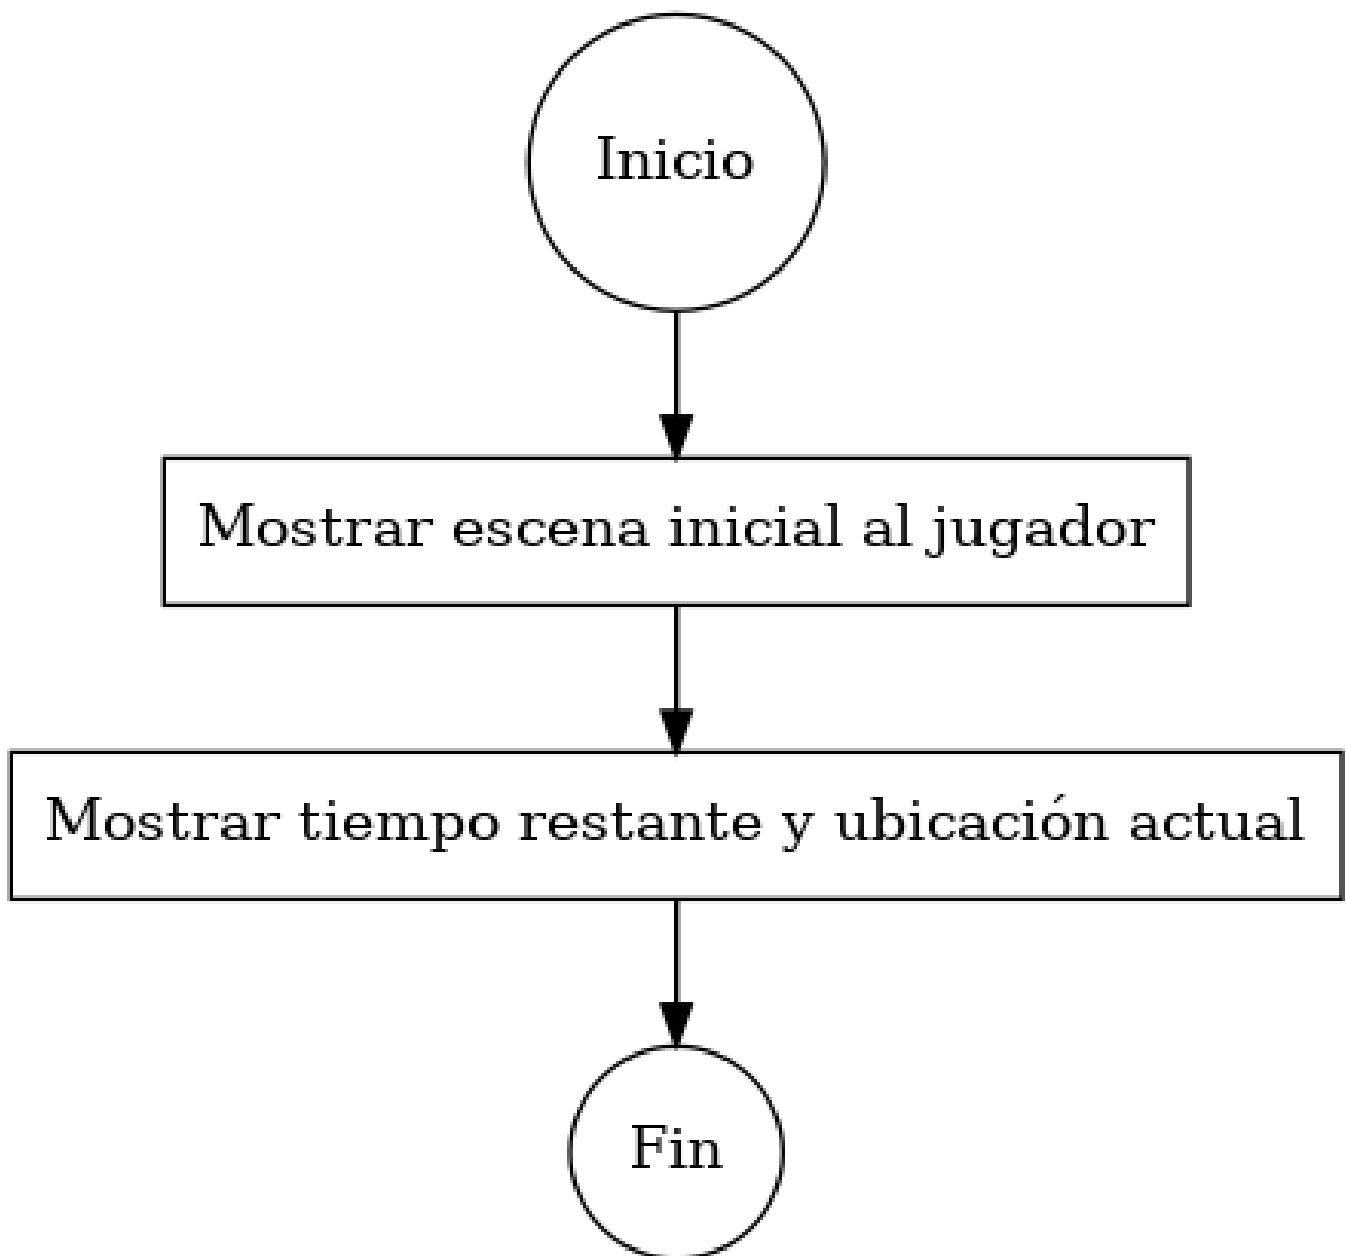 Inicio
Mostrar escena inicial al jugador
Mostrar tiempo restante y ubicación actual
Fin